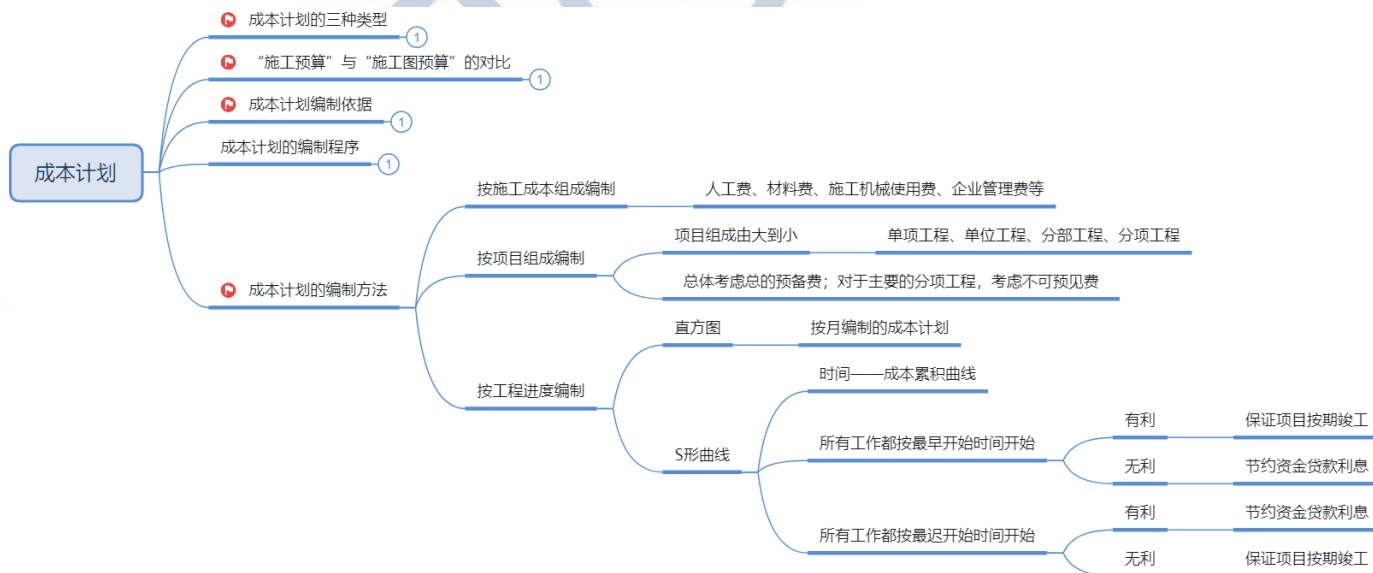 成本计划的三种类型
1
“施工预算”与“施工图预算”的对比
1
成本计划编制依据
1
成本计划的编制程序
1
成本计划
按施工成本组成编制
人工费、材料费、施工机械使用费、企业管理费等
项目组成由大到小
单项工程、单位工程、分部工程、分项工程
按项目组成编制
总体考虑总的预备费；对于主要的分项工程，考虑不可预见费
成本计划的编制方法
直方图
按月编制的成本计划
按工程进度编制
时间——成本累积曲线
S形曲线
所有工作都按最早开始时间开始
有利
保证项目按期竣工
无利
节约资金贷款利息
所有工作都按最迟开始时间开始
有利
节约资金贷款利息
无利
保证项目按期竣工